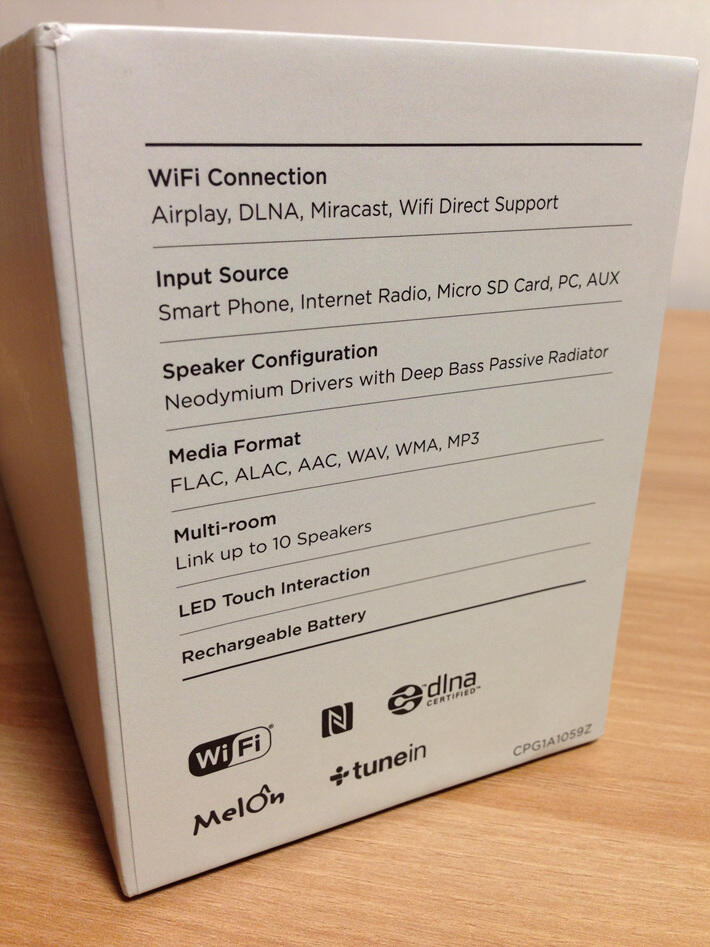 WiFi Connection
Airplay, DLNA, Miracast, Wifi Direct Support
Input Source
Smart Phone, Internet Radio, Micro SD Card, PC, AUX
Speaker Configuration
Neodymium Drivers with Deep Bass Passive Radiator
Media Format
FLAC, ALAC, AAC, WAV, WMA, MP3
Multi-room
Link up to 10 Speakers
LED Touch Interaction
Rechargeable Battery
WiFi®
N
dlna™
CERTIFIED™
Melon
tunein
CPG1A1059Z